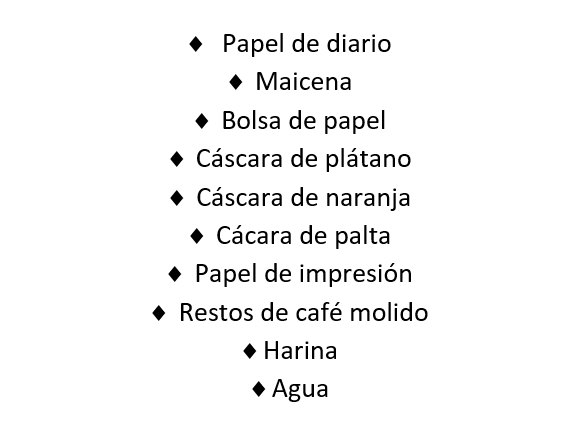 ♦ Papel de diario
♦ Maicena
♦ Bolsa de papel
♦ Cáscara de plátano
♦ Cáscara de naranja
♦ Cácara de palta
♦ Papel de impresión
♦ Restos de café molido
♦ Harina
♦ Agua